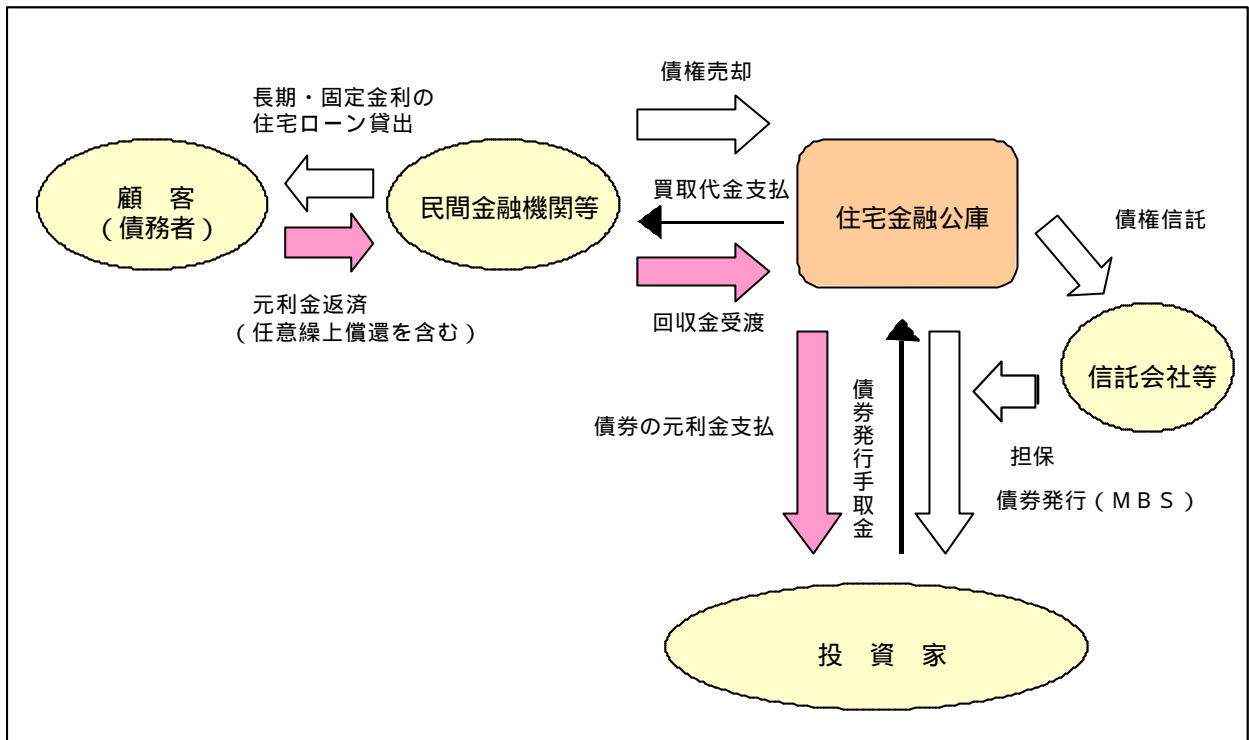 債権売却
長期・固定金利の
住宅ローン貸出
顧　客
（債務者）
民間金融機関等
買取代金支払
住宅金融公庫
債権信託
元利金返済
（任意繰上償還を含む）
回収金受渡
信託会社等
債券の元利金支払
債券発行手取金
担保
債券発行（ＭＢＳ）
投　資　家